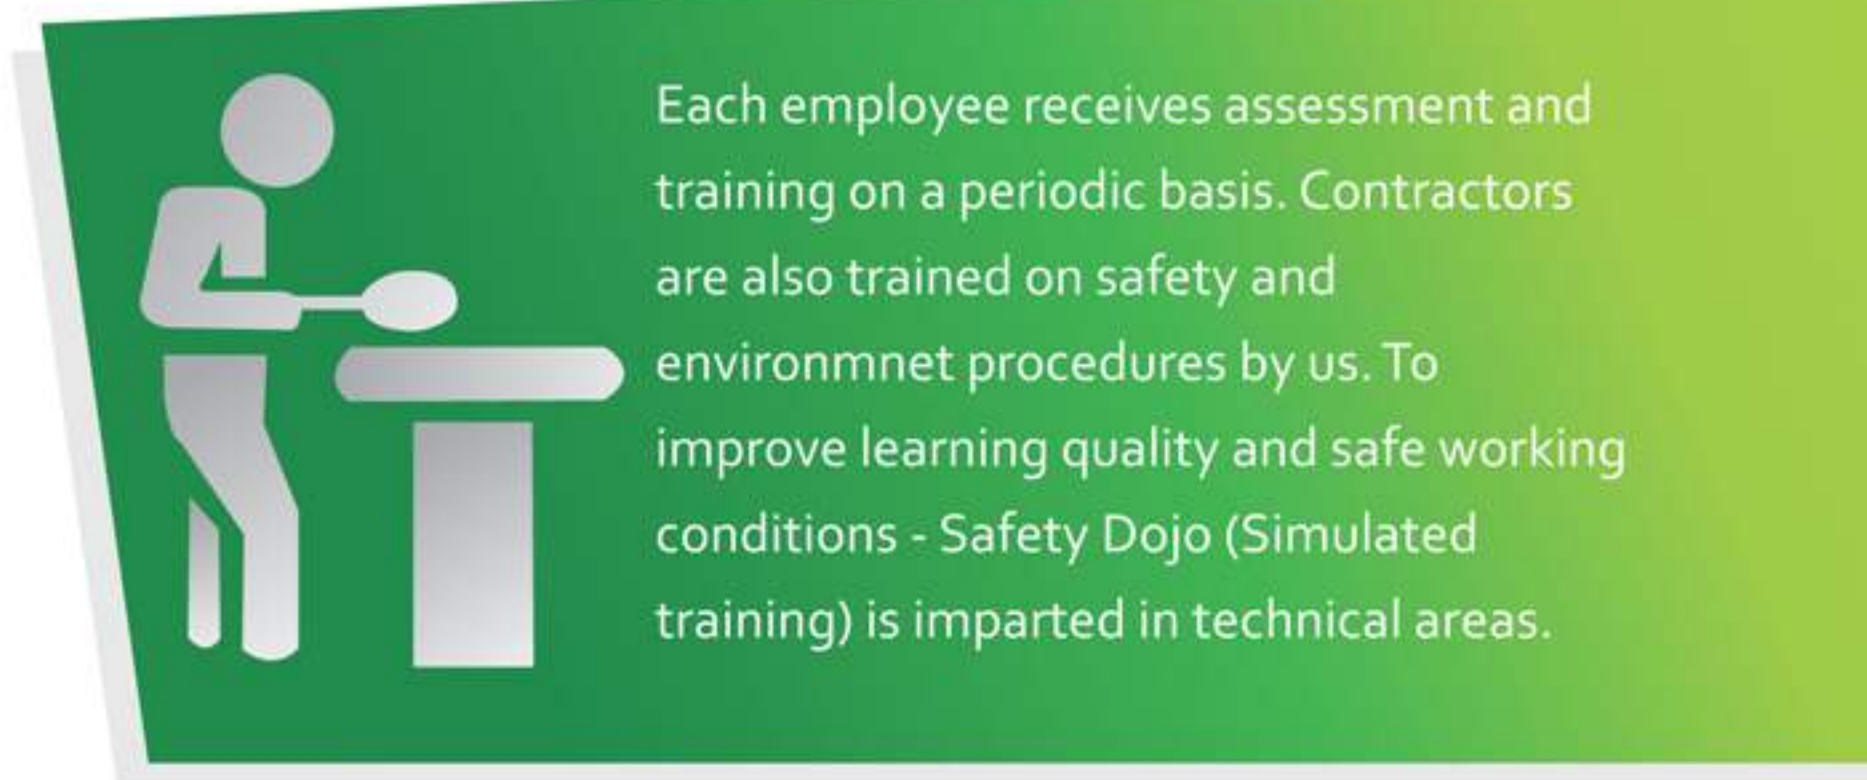 Each employee receives assessment and
training on a periodic basis. Contractors
are also trained on safety and
environmnet procedures by us. To
improve learning quality and safe working
conditions - Safety Dojo (Simulated
training) is imparted in technical areas.